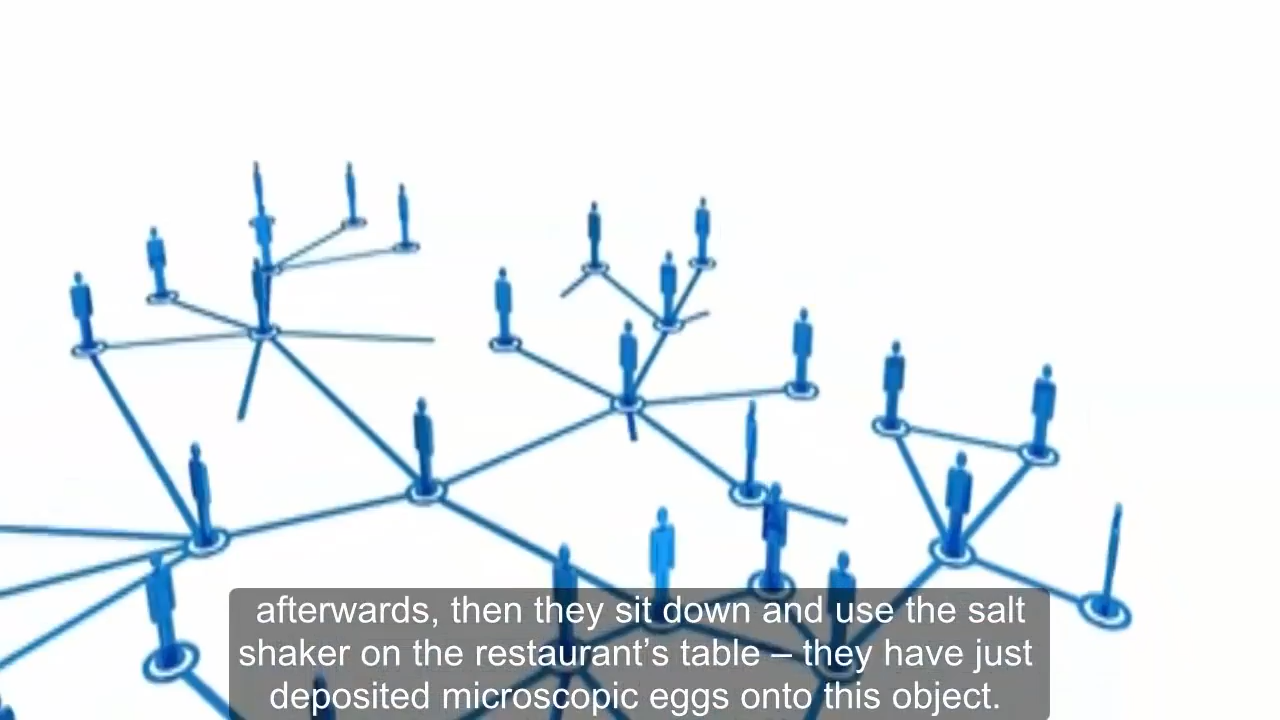 afterwards, then they sit down and use the salt
shaker on the restaurant’s table – they have just
deposited microscopic eggs onto this object.